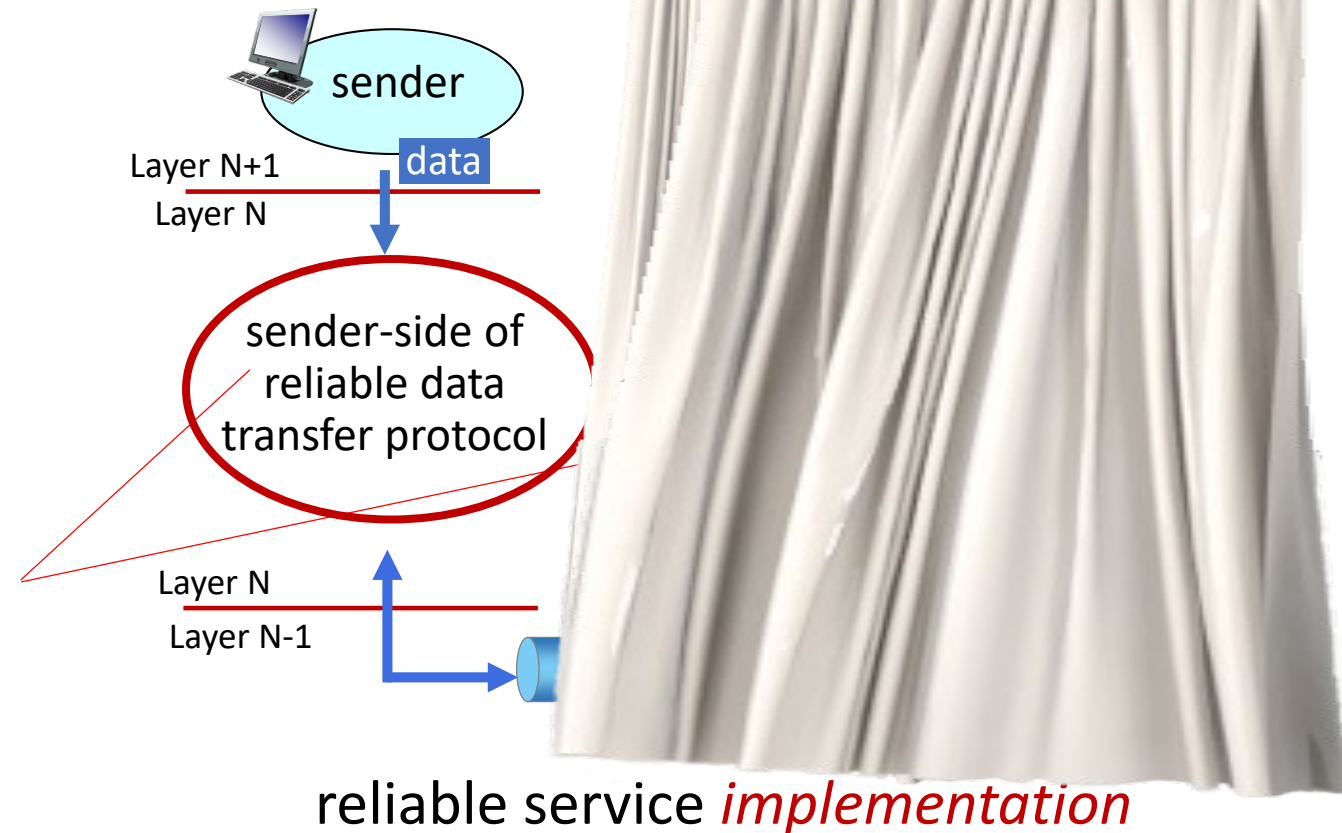 sender
data
Layer N+1
Layer N
sender-side of
reliable data
transfer protocol
Layer N
Layer N-1
reliable service implementation